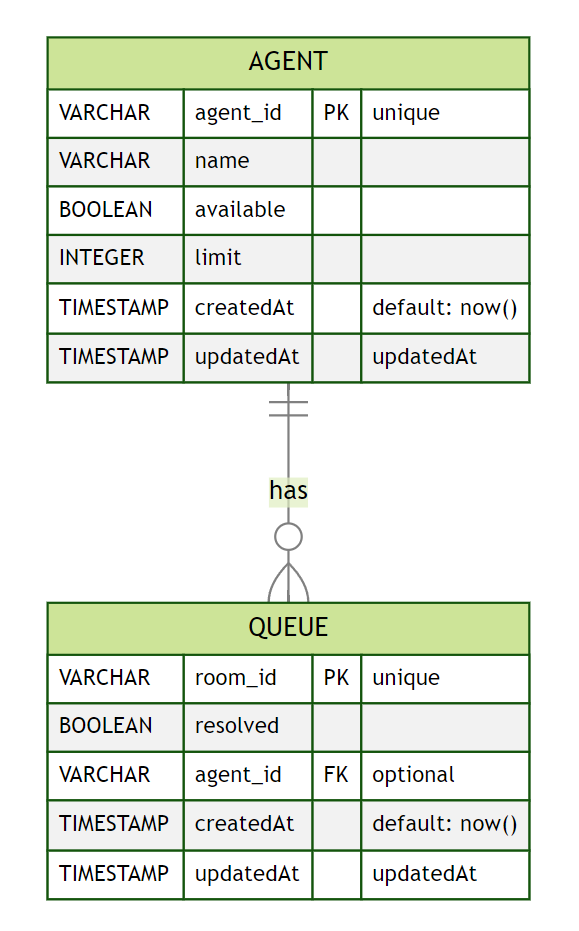 AGENT
VARCHAR agent_id PK unique
VARCHAR name
BOOLEAN available
INTEGER limit
TIMESTAMP createdAt default: now()
TIMESTAMP updatedAt updatedAt
has
QUEUE
VARCHAR room_id PK unique
BOOLEAN resolved
VARCHAR agent_id FK optional
TIMESTAMP createdAt default: now()
TIMESTAMP updatedAt updatedAt